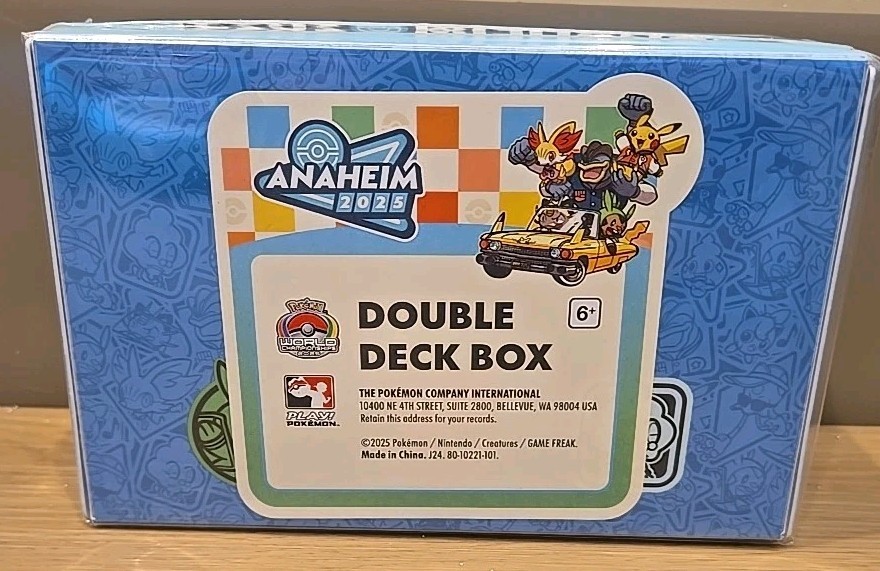 ANAHEIM
2025
Pokémon
WORLD
CHAMPIONSHIPS
2025
DOUBLE
DECK BOX
6+
PLAY!
POKÉMON
THE POKÉMON COMPANY INTERNATIONAL
10400 NE 4TH STREET, SUITE 2800, BELLEVUE, WA 98004 USA
Retain this address for your records.
©2025 Pokémon / Nintendo / Creatures / GAME FREAK.
Made in China. J24. 80-10221-101.